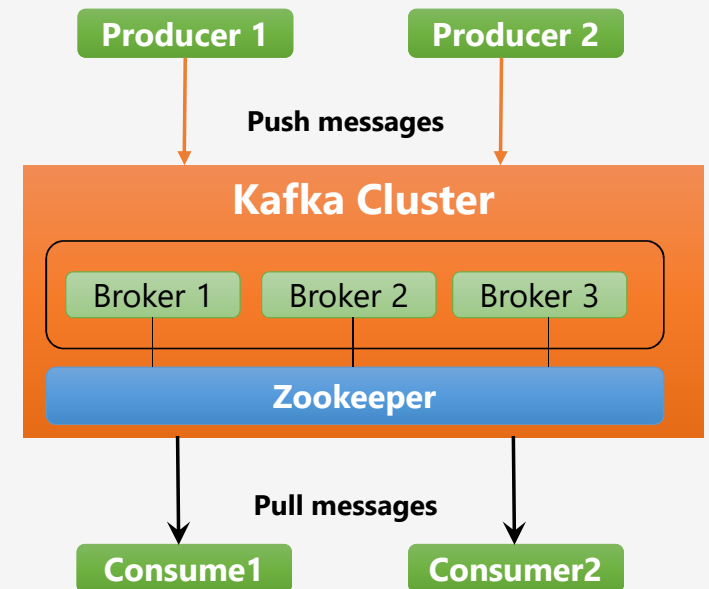 Producer 1
Producer 2
Push messages
Kafka Cluster
Broker 1
Broker 2
Broker 3
Zookeeper
Pull messages
Consume1
Consumer2